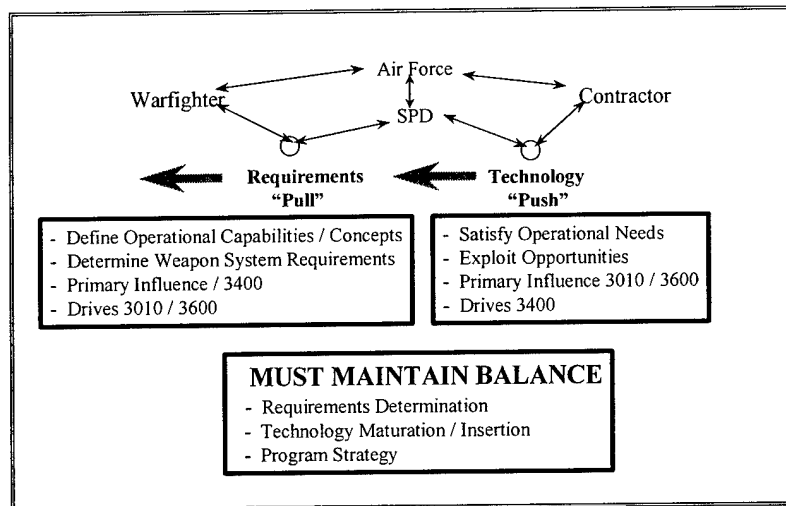 Air Force
Warfighter
Contractor
SPD
Requirements
"Pull"
Technology
"Push"
- Define Operational Capabilities / Concepts
- Determine Weapon System Requirements
- Primary Influence / 3400
- Drives 3010 / 3600
- Satisfy Operational Needs
- Exploit Opportunities
- Primary Influence 3010 / 3600
- Drives 3400
MUST MAINTAIN BALANCE
- Requirements Determination
- Technology Maturation / Insertion
- Program Strategy